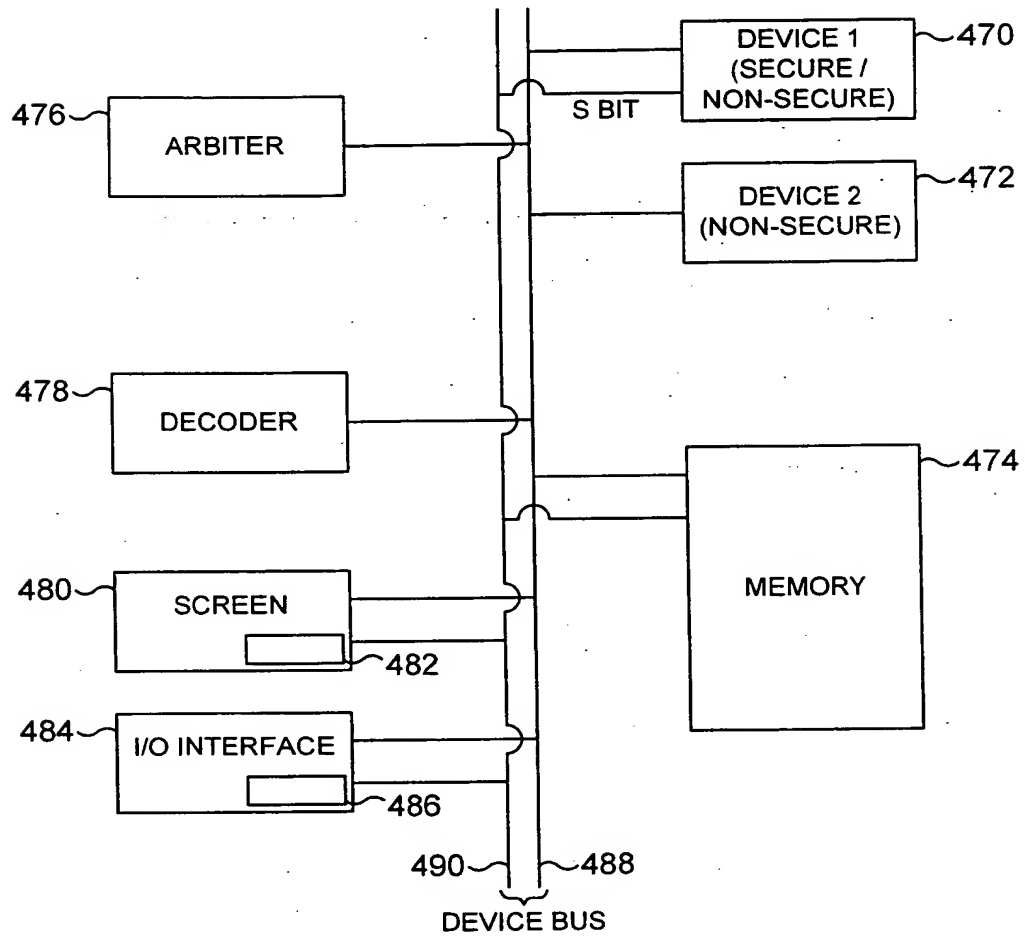 DEVICE 1
(SECURE /
NON-SECURE)
470
S BIT
476
ARBITER
DEVICE 2
(NON-SECURE)
472
478
DECODER
474
MEMORY
480
SCREEN
482
484
I/O INTERFACE
486
490
488
DEVICE BUS